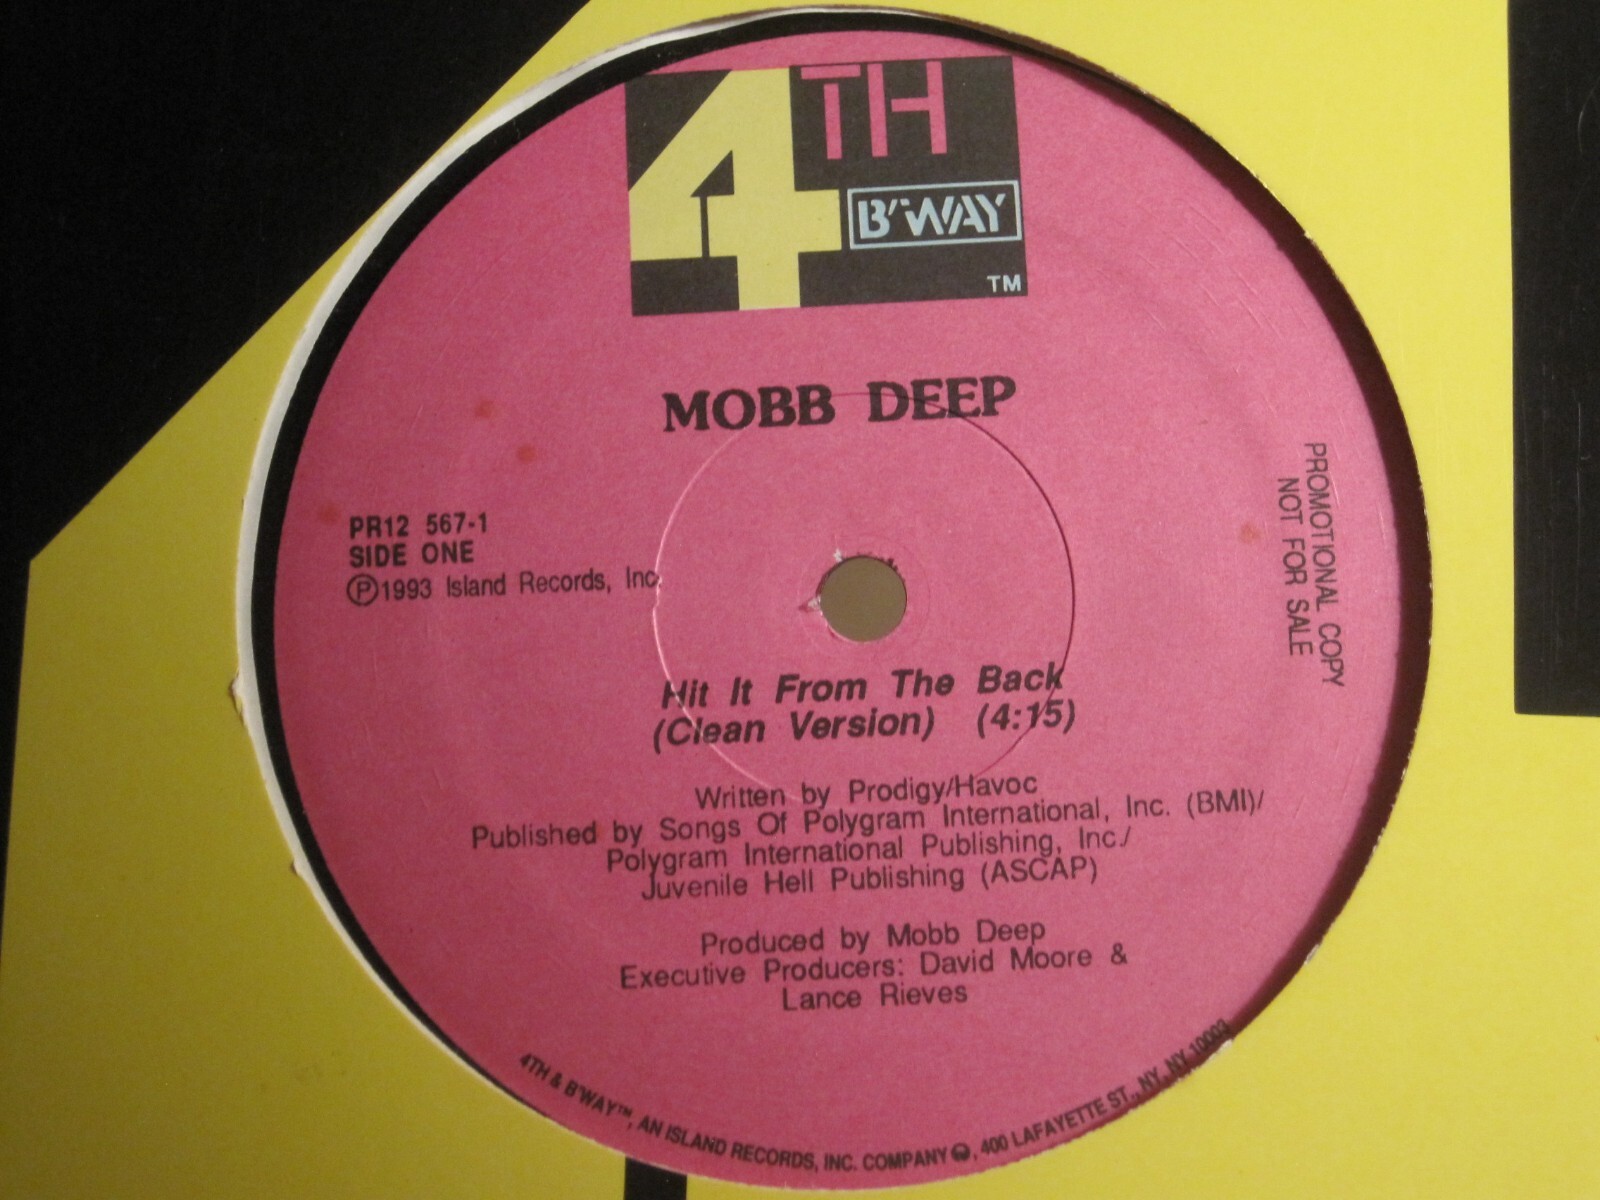 4TH
B'WAY
TM
MOBB DEEP
PR12 567-1
SIDE ONE
Ⓟ1993 Island Records, Inc.
PROMOTIONAL COPY
NOT FOR SALE
Hit It From The Back
(Clean Version) (4:15)
Written by Prodigy/Havoc
Published by Songs Of Polygram International, Inc. (BMI)/
Polygram International Publishing, Inc./
Juvenile Hell Publishing (ASCAP)
Produced by Mobb Deep
Executive Producers: David Moore &
Lance Rieves
4TH & B'WAY™, AN ISLAND RECORDS, INC. COMPANY, 400 LAFAYETTE ST., NY, NY 10003